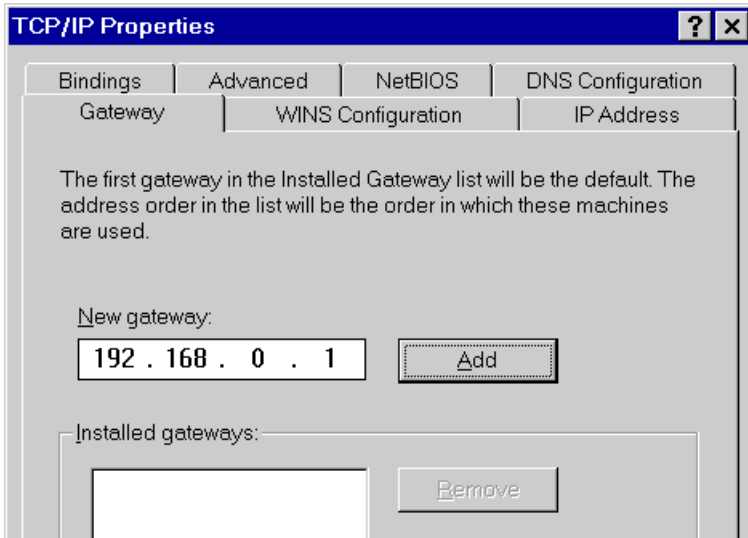 TCP/IP Properties
? ×
Bindings Advanced NetBIOS DNS Configuration
Gateway WINS Configuration IP Address
The first gateway in the Installed Gateway list will be the default. The
address order in the list will be the order in which these machines
are used.
New gateway:
192 . 168 . 0 . 1 Add
Installed gateways:
Remove